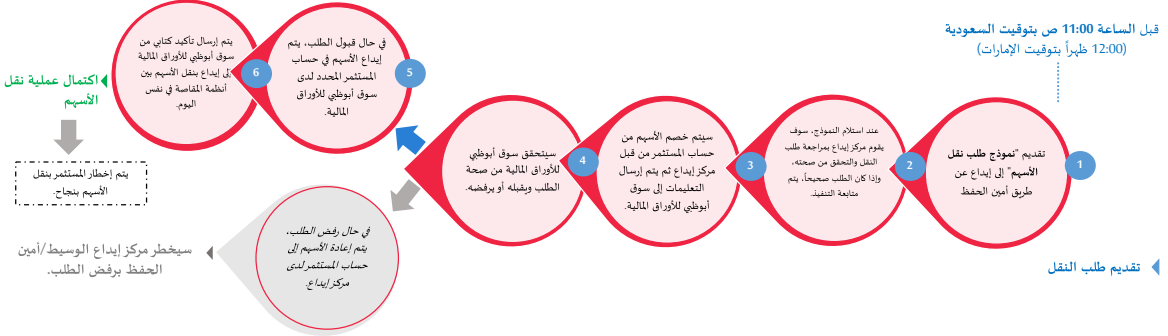 قبل الساعة 11:00 ص بتوقيت السعودية
(12:00 ظهراً بتوقيت الإمارات)
تقديم طلب النقل
1
تقديم "نموذج طلب نقل
الأسهم" إلى إيداع عن
طريق أمين الحفظ
2
عند استلام النموذج، سوف
يقوم مركز إيداع بمراجعة طلب
النقل والتحقق من صحته،
وإذا كان الطلب صحيحاً، يتم
متابعة التنفيذ.
3
سيتم خصم الأسهم من
حساب المستثمر من قبل
مركز إيداع ثم يتم إرسال
التعليمات إلى سوق
أبوظبي للأوراق المالية.
4
سيتحقق سوق أبوظبي
للأوراق المالية من صحة
الطلب ويقبله أو يرفضه.
5
في حال قبول الطلب، يتم
إيداع الأسهم في حساب
المستثمر المحدد لدى
سوق أبوظبي للأوراق
المالية.
6
يتم إرسال تأكيد كتابي من
سوق أبوظبي للأوراق المالية
إلى إيداع بنقل الأسهم بين
أنظمة المقاصة في نفس
اليوم.
اكتمال عملية نقل
الأسهم
يتم إخطار المستثمر بنقل
الأسهم بنجاح.
في حال رفض الطلب،
يتم إعادة الأسهم إلى
حساب المستثمر لدى
مركز إيداع.
سيخطر مركز إيداع الوسيط/أمين
الحفظ برفض الطلب.